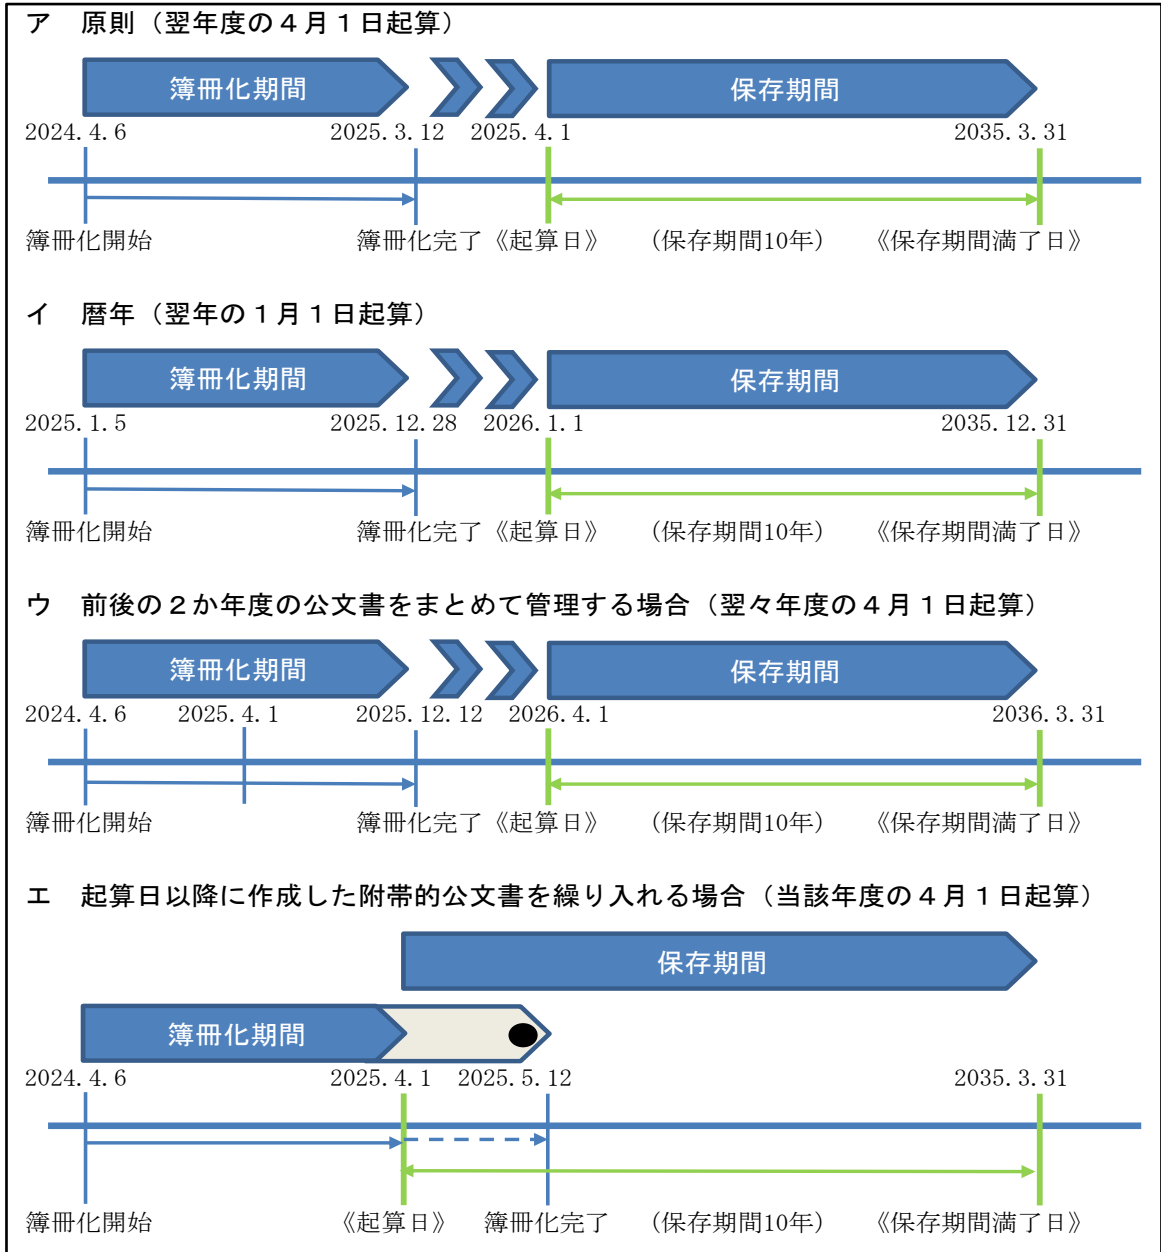 ア　原則（翌年度の４月１日起算）
簿冊化期間　保存期間
2024.4.6　2025.3.12　2025.4.1　2035.3.31
簿冊化開始　簿冊化完了《起算日》　（保存期間10年）　《保存期間満了日》
イ　暦年（翌年の１月１日起算）
簿冊化期間　保存期間
2025.1.5　2025.12.28　2026.1.1　2035.12.31
簿冊化開始　簿冊化完了《起算日》　（保存期間10年）　《保存期間満了日》
ウ　前後の２か年度の公文書をまとめて管理する場合（翌々年度の４月１日起算）
簿冊化期間　保存期間
2024.4.6　2025.4.1　2025.12.12　2026.4.1　2036.3.31
簿冊化開始　簿冊化完了《起算日》　（保存期間10年）　《保存期間満了日》
エ　起算日以降に作成した附帯的公文書を繰り入れる場合（当該年度の４月１日起算）
保存期間
簿冊化期間
2024.4.6　2025.4.1　2025.5.12　2035.3.31
簿冊化開始　《起算日》　簿冊化完了　（保存期間10年）　《保存期間満了日》